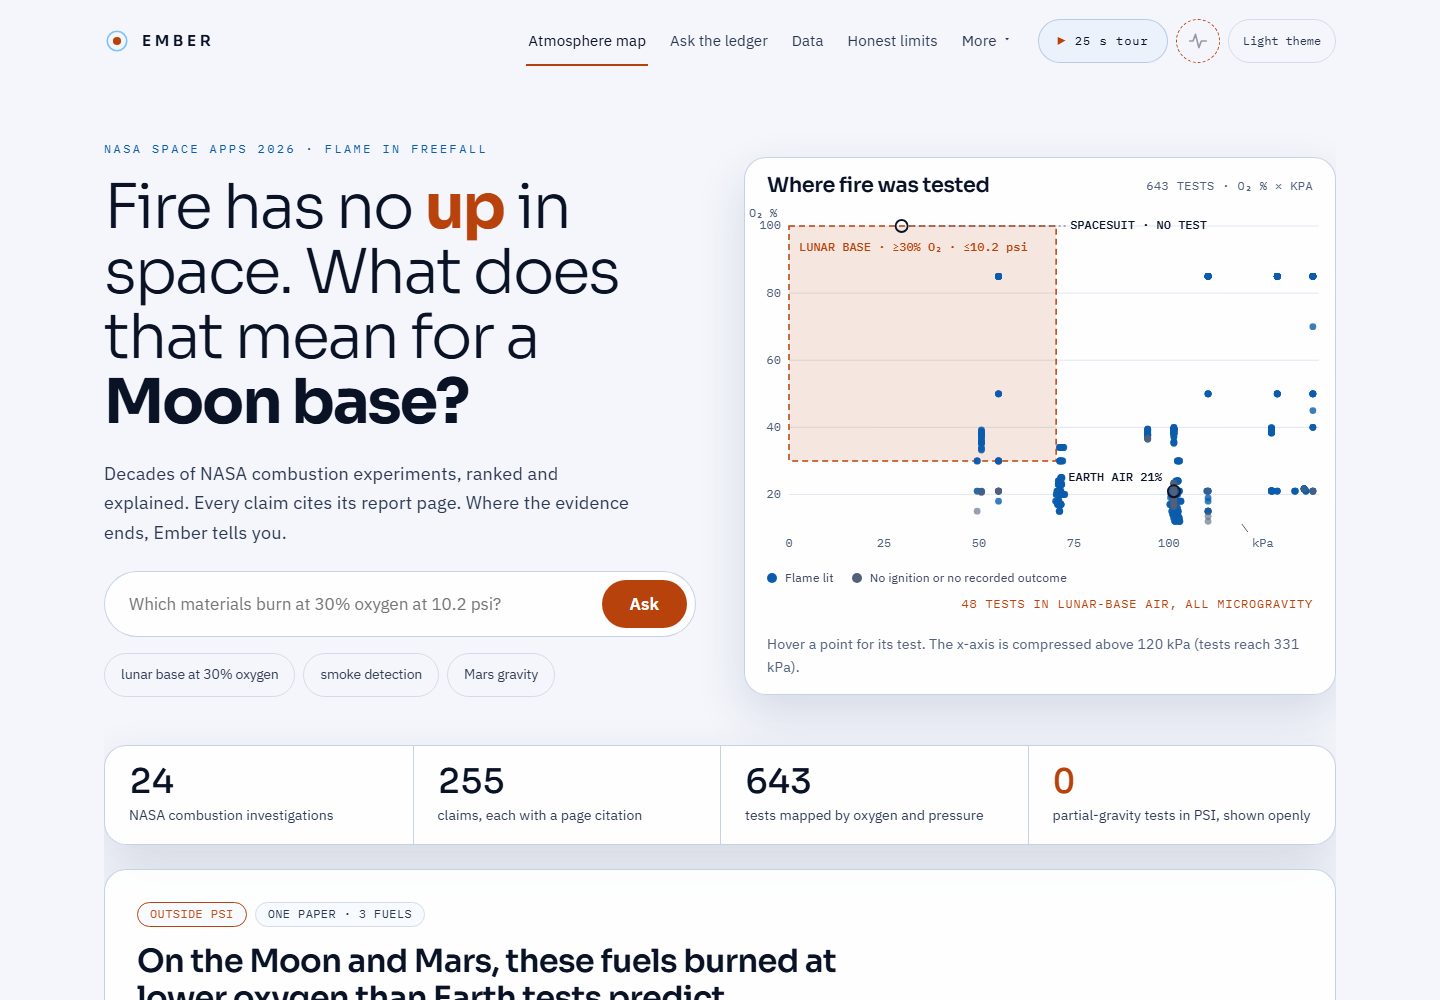 EMBER
Atmosphere map
Ask the ledger
Data
Honest limits
More
25 s tour
Light theme
NASA SPACE APPS 2026 · FLAME IN FREEFALL
Fire has no up in
space. What does
that mean for a
Moon base?
Decades of NASA combustion experiments, ranked and
explained. Every claim cites its report page. Where the evidence
ends, Ember tells you.
Which materials burn at 30% oxygen at 10.2 psi?
Ask
lunar base at 30% oxygen
smoke detection
Mars gravity
Where fire was tested
643 TESTS · O₂ % × KPA
O₂ %
100
SPACESUIT · NO TEST
LUNAR BASE · ≥30% O₂ · ≤10.2 psi
80
60
40
EARTH AIR 21%
20
0
25
50
75
100
kPa
Flame lit
No ignition or no recorded outcome
48 TESTS IN LUNAR-BASE AIR, ALL MICROGRAVITY
Hover a point for its test. The x-axis is compressed above 120 kPa (tests reach 331
kPa).
24
NASA combustion investigations
255
claims, each with a page citation
643
tests mapped by oxygen and pressure
0
partial-gravity tests in PSI, shown openly
OUTSIDE PSI
ONE PAPER · 3 FUELS
On the Moon and Mars, these fuels burned at
lower oxygen than Earth tests predict